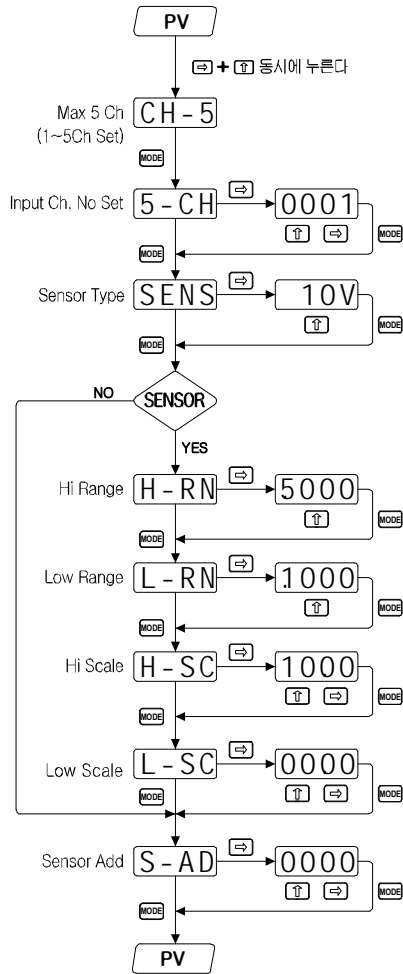 PV
⇨ + ⇧ 동시에 누른다
Max 5 Ch
(1~5Ch Set)
CH-5
MODE
Input Ch, No Set
5-CH
⇨
0001
⇧ ⇨
MODE
MODE
Sensor Type
SENS
⇨
10V
⇧
MODE
MODE
NO
SENSOR
YES
Hi Range
H-RN
⇨
5000
⇧
MODE
MODE
Low Range
L-RN
⇨
.1000
⇧
MODE
MODE
Hi Scale
H-SC
⇨
1000
⇧ ⇨
MODE
MODE
Low Scale
L-SC
⇨
0000
⇧ ⇨
MODE
MODE
Sensor Add
S-AD
⇨
0000
⇧ ⇨
MODE
MODE
PV